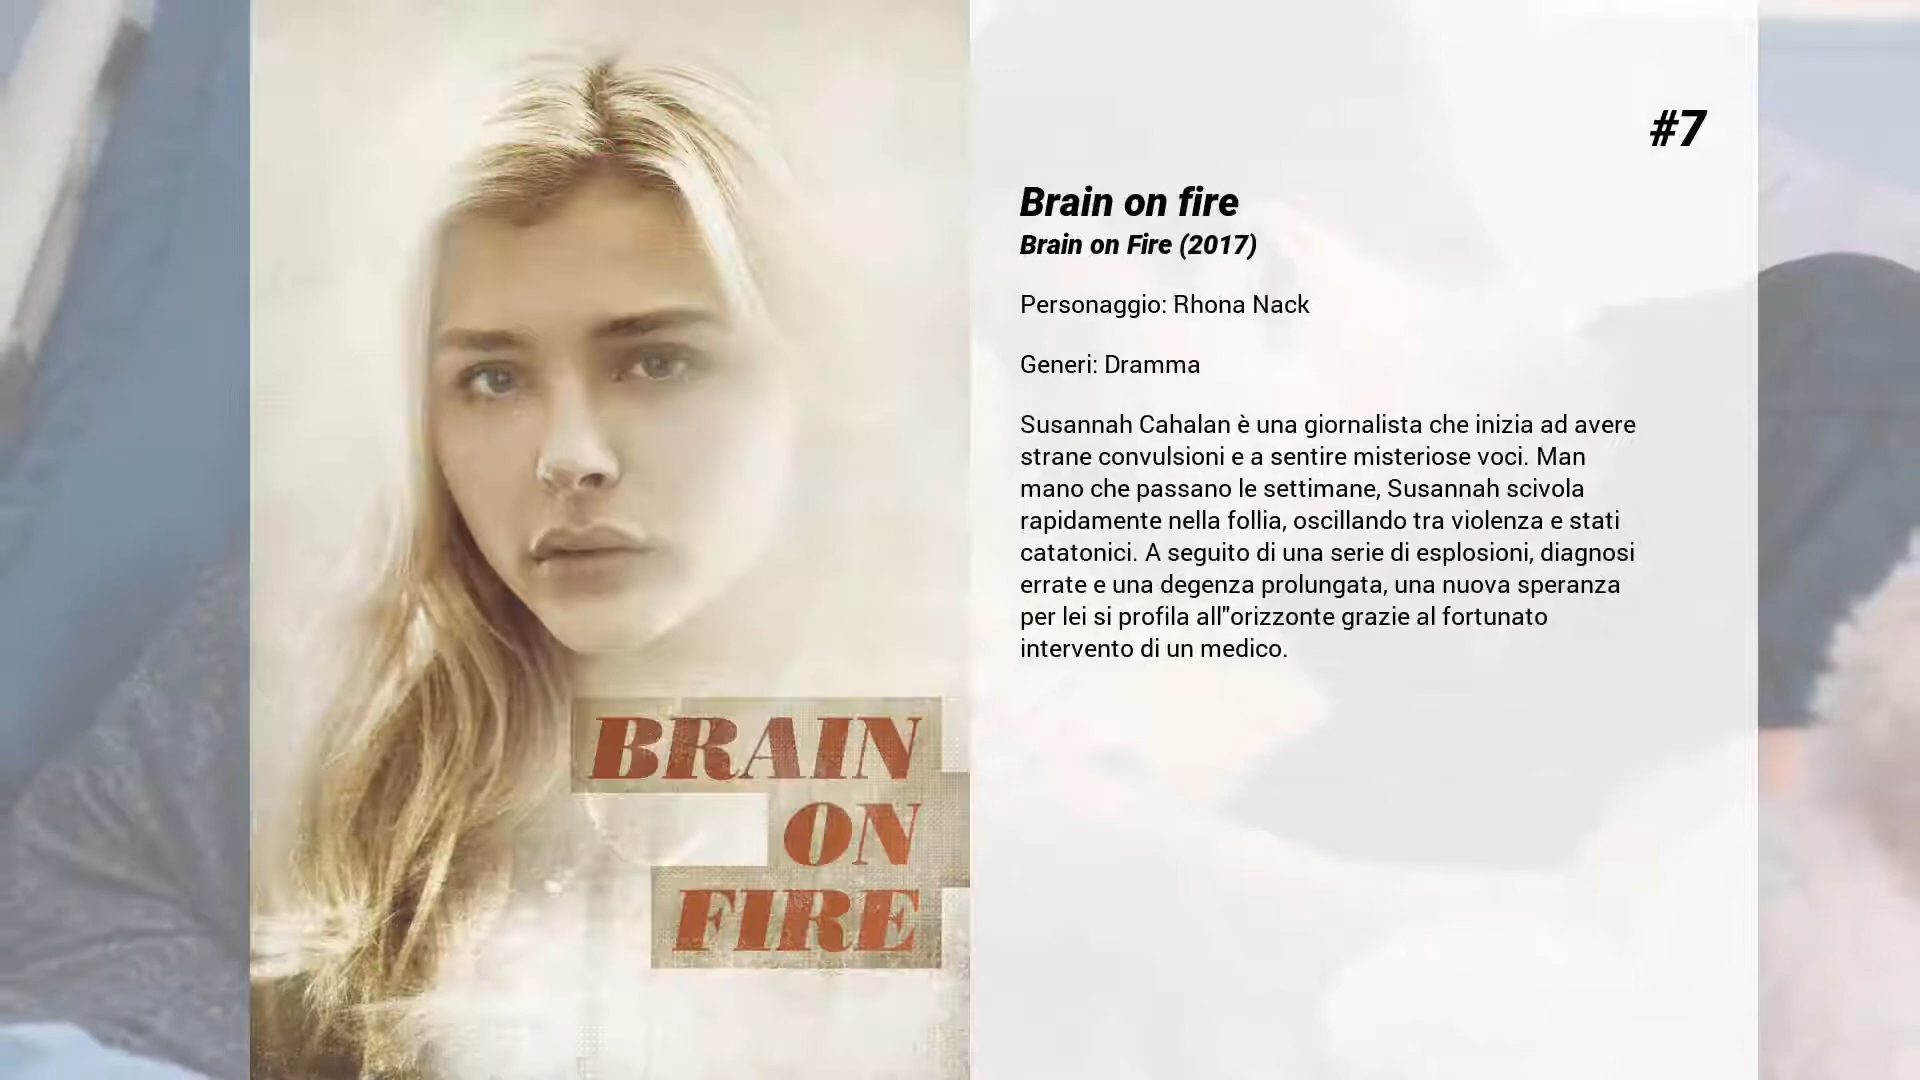 BRAIN
ON
FIRE
#7
Brain on fire
Brain on Fire (2017)
Personaggio: Rhona Nack
Generi: Dramma
Susannah Cahalan è una giornalista che inizia ad avere
strane convulsioni e a sentire misteriose voci. Man
mano che passano le settimane, Susannah scivola
rapidamente nella follia, oscillando tra violenza e stati
catatonici. A seguito di una serie di esplosioni, diagnosi
errate e una degenza prolungata, una nuova speranza
per lei si profila all"orizzonte grazie al fortunato
intervento di un medico.